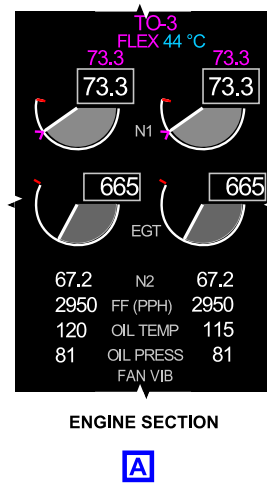 TO-3
FLEX 44 °C
73.3 73.3
73.3 N1 73.3
665 EGT 665
67.2 N2 67.2
2950 FF (PPH) 2950
120 OIL TEMP 115
81 OIL PRESS 81
FAN VIB
ENGINE SECTION
A